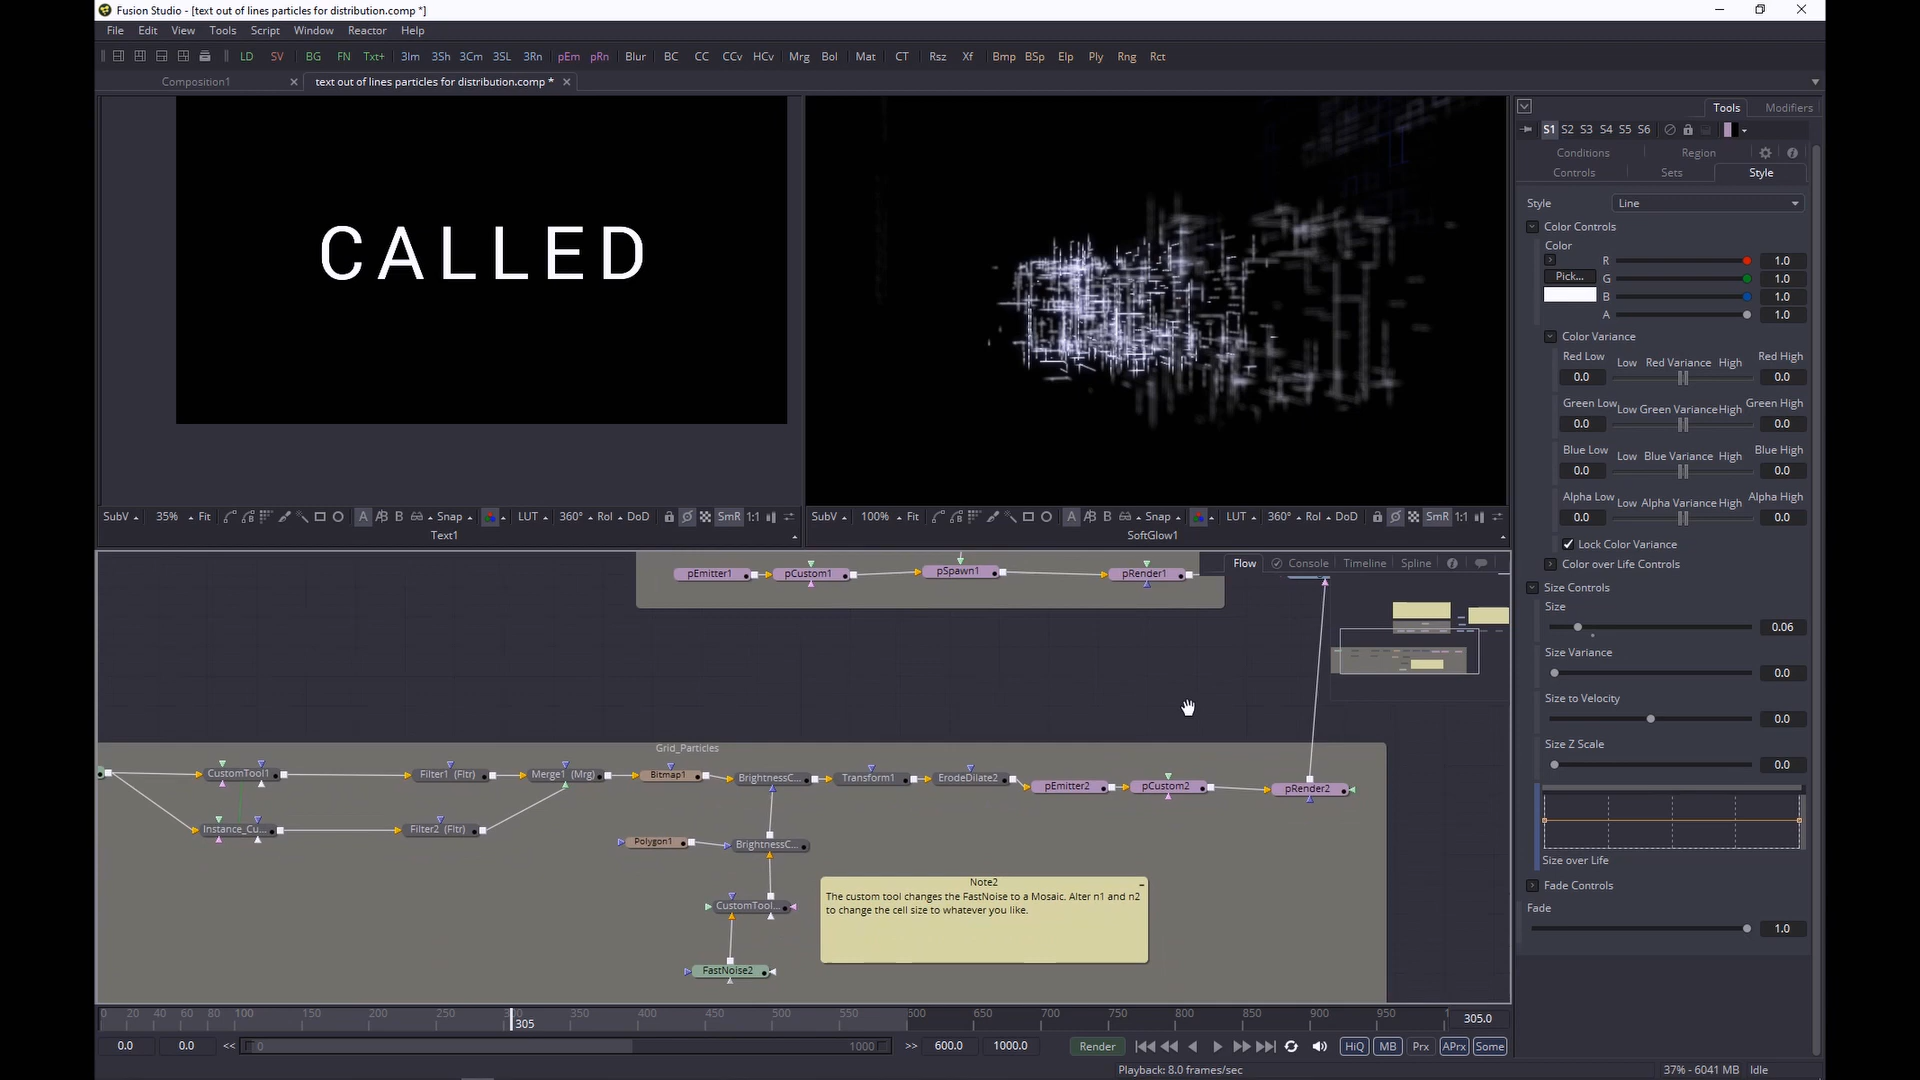 Fusion Studio - [text out of lines particles for distribution.comp *]
File Edit View Tools Script Window Reactor Help
LD SV BG FN Txt+ 3Im 3Sh 3Cm 3SL 3Rn pEm pRn Blur BC CC CCv HCv Mrg Bol Mat CT Rsz Xf Bmp BSp Elp Ply Rng Rct
Composition1 text out of lines particles for distribution.comp *
CALLED
SubV 35% Fit A B Snap LUT 360° Rol DoD SmR 1:1
Text1
SubV 100% Fit A B Snap LUT 360° Rol DoD SmR 1:1
SoftGlow1
Flow Console Timeline Spline
pEmitter1 pCustom1 pSpawn1 pRender1
Grid_Particles
CustomTool1 Filter1 (Fltr) Merge1 (Mrg) Bitmap1 BrightnessC... Transform1 ErodeDilate2 pEmitter2 pCustom2 pRender2
Instance_Cu... Filter2 (Fltr)
Polygon1 BrightnessC...
CustomTool...
FastNoise2
Note2
The custom tool changes the FastNoise to a Mosaic. Alter n1 and n2
to change the cell size to whatever you like.
0 20 40 60 80 100 150 200 250 300 350 400 450 500 550 600 650 700 750 800 850 900 950
305 305.0
0.0 0.0 << 0 1000 >> 600.0 1000.0 Render HiQ MB Prx APrx Some
Playback: 8.0 frames/sec 37% - 6041 MB Idle
Tools Modifiers
S1 S2 S3 S4 S5 S6
Conditions Region
Controls Sets Style
Style Line
Color Controls
Color
R 1.0
Pick... G 1.0
B 1.0
A 1.0
Color Variance
Red Low Low Red Variance High Red High
0.0 0.0
Green Low Low Green Variance High Green High
0.0 0.0
Blue Low Low Blue Variance High Blue High
0.0 0.0
Alpha Low Low Alpha Variance High Alpha High
0.0 0.0
Lock Color Variance
Color over Life Controls
Size Controls
Size
0.06
Size Variance
0.0
Size to Velocity
0.0
Size Z Scale
0.0
Size over Life
Fade Controls
Fade
1.0